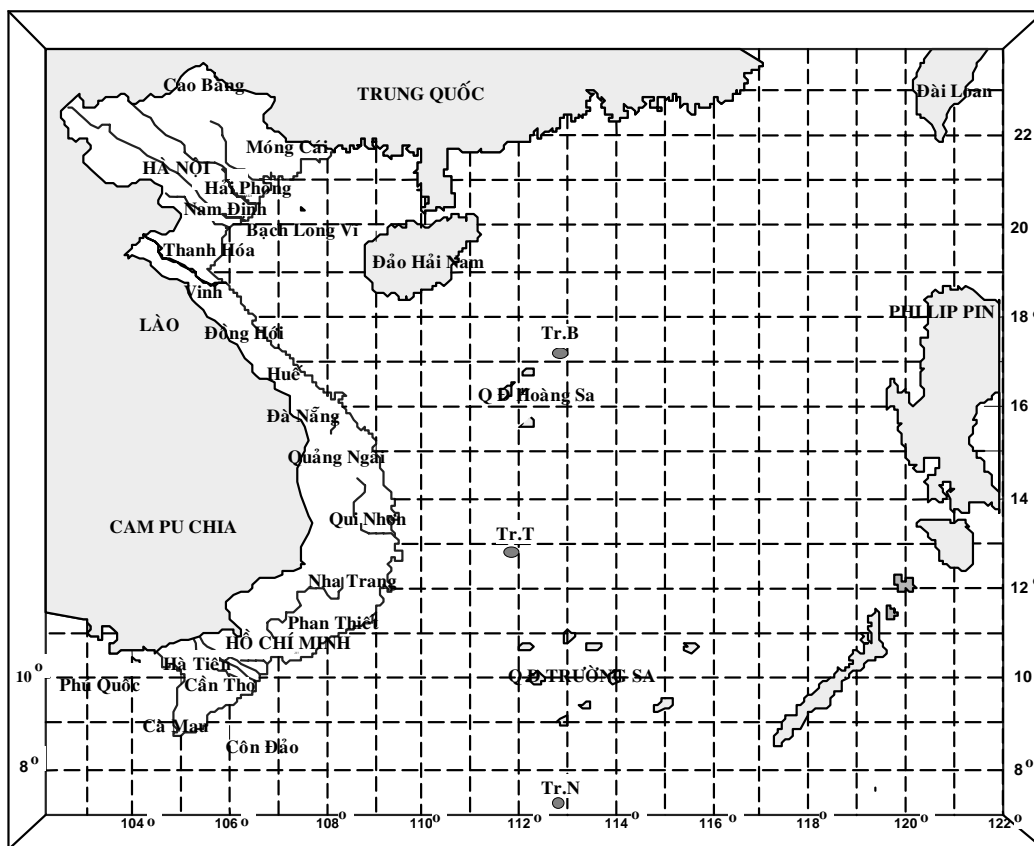 Cao Bằng
TRUNG QUỐC
Đài Loan
22
Móng Cái
HÀ NỘI
Hải Phòng
Nam Định
20
Bạch Long Vĩ
Thanh Hóa
Đảo Hải Nam
Vinh
18°
LÀO
Đồng Hới
Tr.B
PHI LIP PIN
Huế
16°
Q Đ Hoàng Sa
Đà Nẵng
Quảng Ngãi
14
CAM PU CHIA
Qui Nhơn
Tr.T
Nha Trang
12°
Phan Thiết
HỒ CHÍ MINH
Hà Tiên
10°
Phú Quốc
Cần Thơ
Q Đ TRƯỜNG SA
10
Cà Mau
Côn Đảo
8°
8°
Tr.N
104° 106° 108° 110° 112° 114° 116° 118° 120° 122°